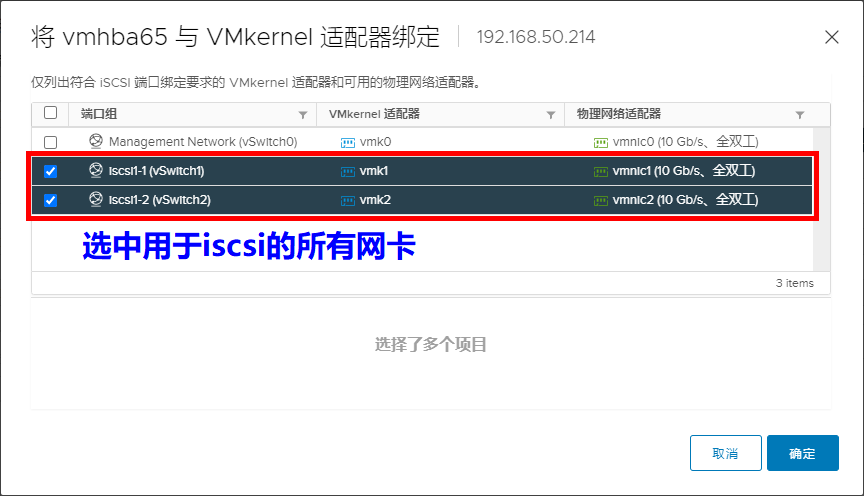 将 vmhba65 与 VMkernel 适配器绑定 192.168.50.214
仅列出符合 iSCSI 端口绑定要求的 VMkernel 适配器和可用的物理网络适配器。
端口组 VMkernel 适配器 物理网络适配器
Management Network (vSwitch0) vmk0 vmnic0 (10 Gb/s、全双工)
iscsi1-1 (vSwitch1) vmk1 vmnic1 (10 Gb/s、全双工)
iscsi1-2 (vSwitch2) vmk2 vmnic2 (10 Gb/s、全双工)
选中用于iscsi的所有网卡
3 items
选择了多个项目
取消 确定